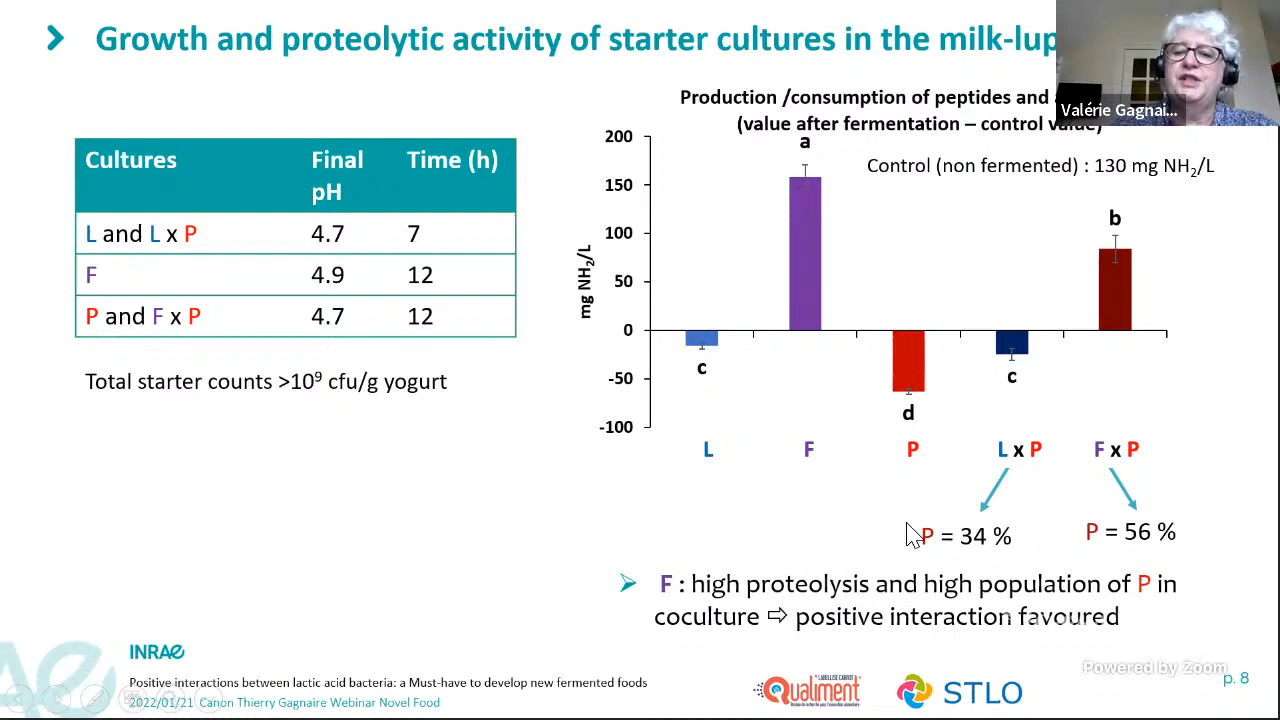 Growth and proteolytic activity of starter cultures in the milk-lup
Valérie Gagnai...
Cultures Final pH Time (h)
L and L x P 4.7 7
F 4.9 12
P and F x P 4.7 12
Total starter counts >10⁹ cfu/g yogurt
Production /consumption of peptides and
(value after fermentation – control value)
Control (non fermented) : 130 mg NH₂/L
mg NH₂/L
200
150
100
50
0
-50
-100
a
b
c
d
c
L F P L x P F x P
P = 34 %
P = 56 %
F : high proteolysis and high population of P in
coculture ⇨ positive interaction favoured
INRAE
Positive interactions between lactic acid bacteria: a Must-have to develop new fermented foods
2022/01/21 Canon Thierry Gagnaire Webinar Novel Food
LABELLISE CARNOT
Qualiment
STLO
Powered by Zoom
p. 8